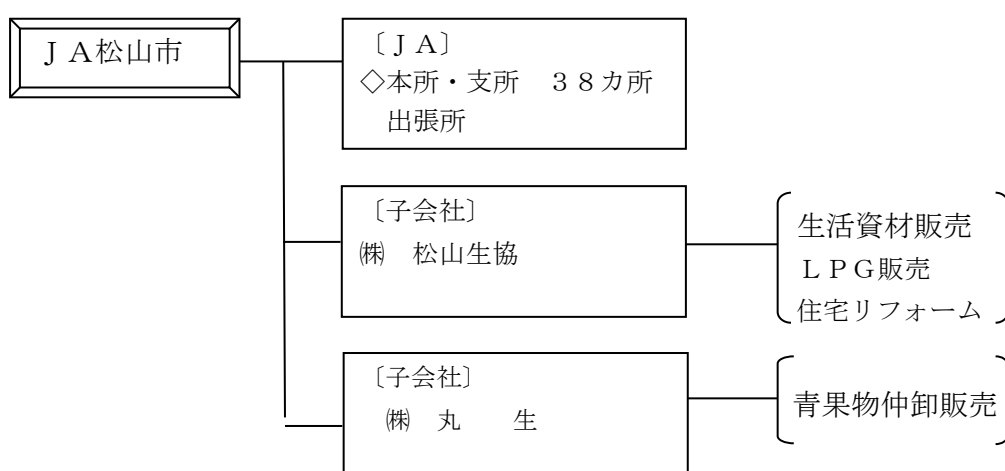 ＪＡ松山市
〔ＪＡ〕
◇本所・支所　３８カ所
出張所
〔子会社〕
㈱　松山生協
生活資材販売
ＬＰＧ販売
住宅リフォーム
〔子会社〕
㈱　丸　　生
青果物仲卸販売